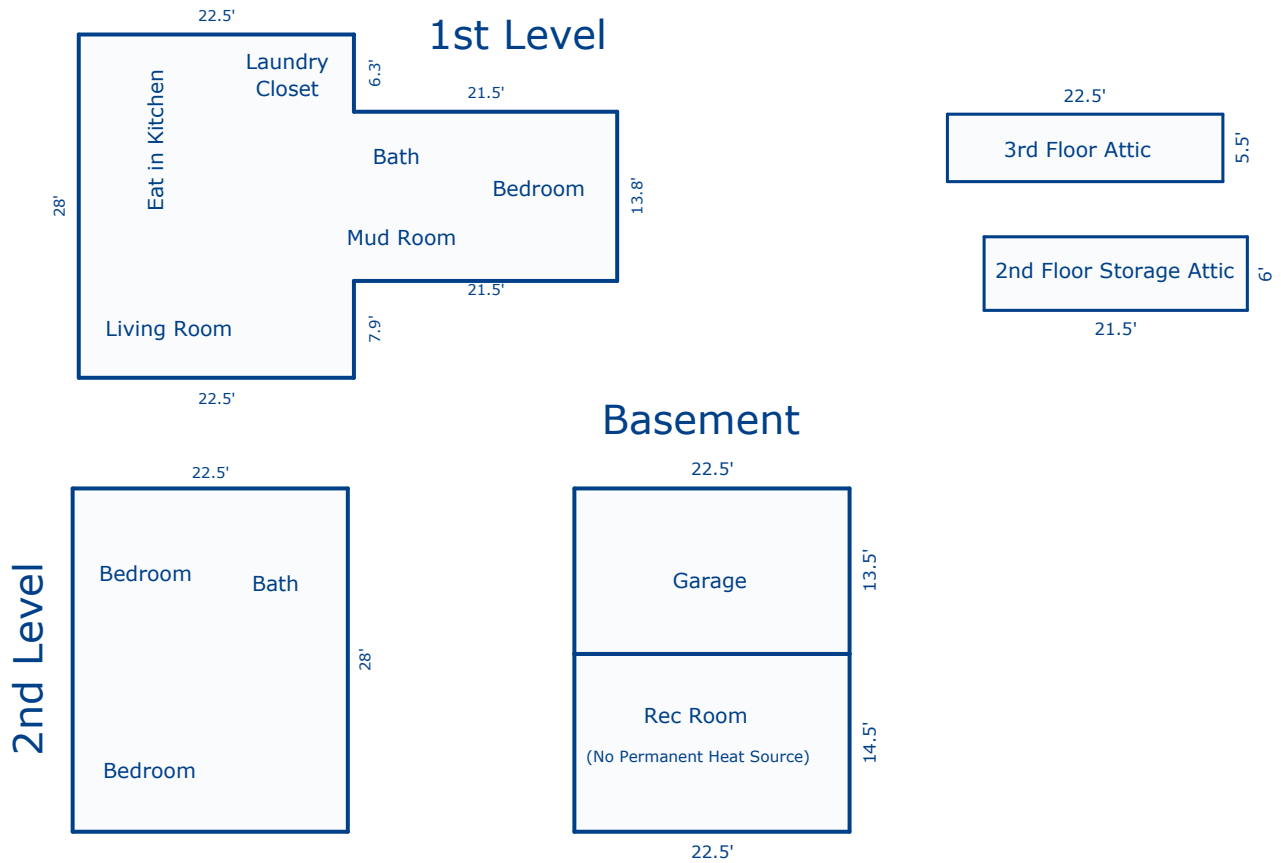 22.5'
1st Level
Laundry
Closet
6.3'
21.5'
Eat in Kitchen
Bath
Bedroom
28'
13.8'
Mud Room
21.5'
Living Room
7.9'
22.5'
22.5'
3rd Floor Attic
5.5'
2nd Floor Storage Attic
6'
21.5'
2nd Level
22.5'
Bedroom
Bath
28'
Bedroom
Basement
22.5'
Garage
13.5'
Rec Room
(No Permanent Heat Source)
14.5'
22.5'